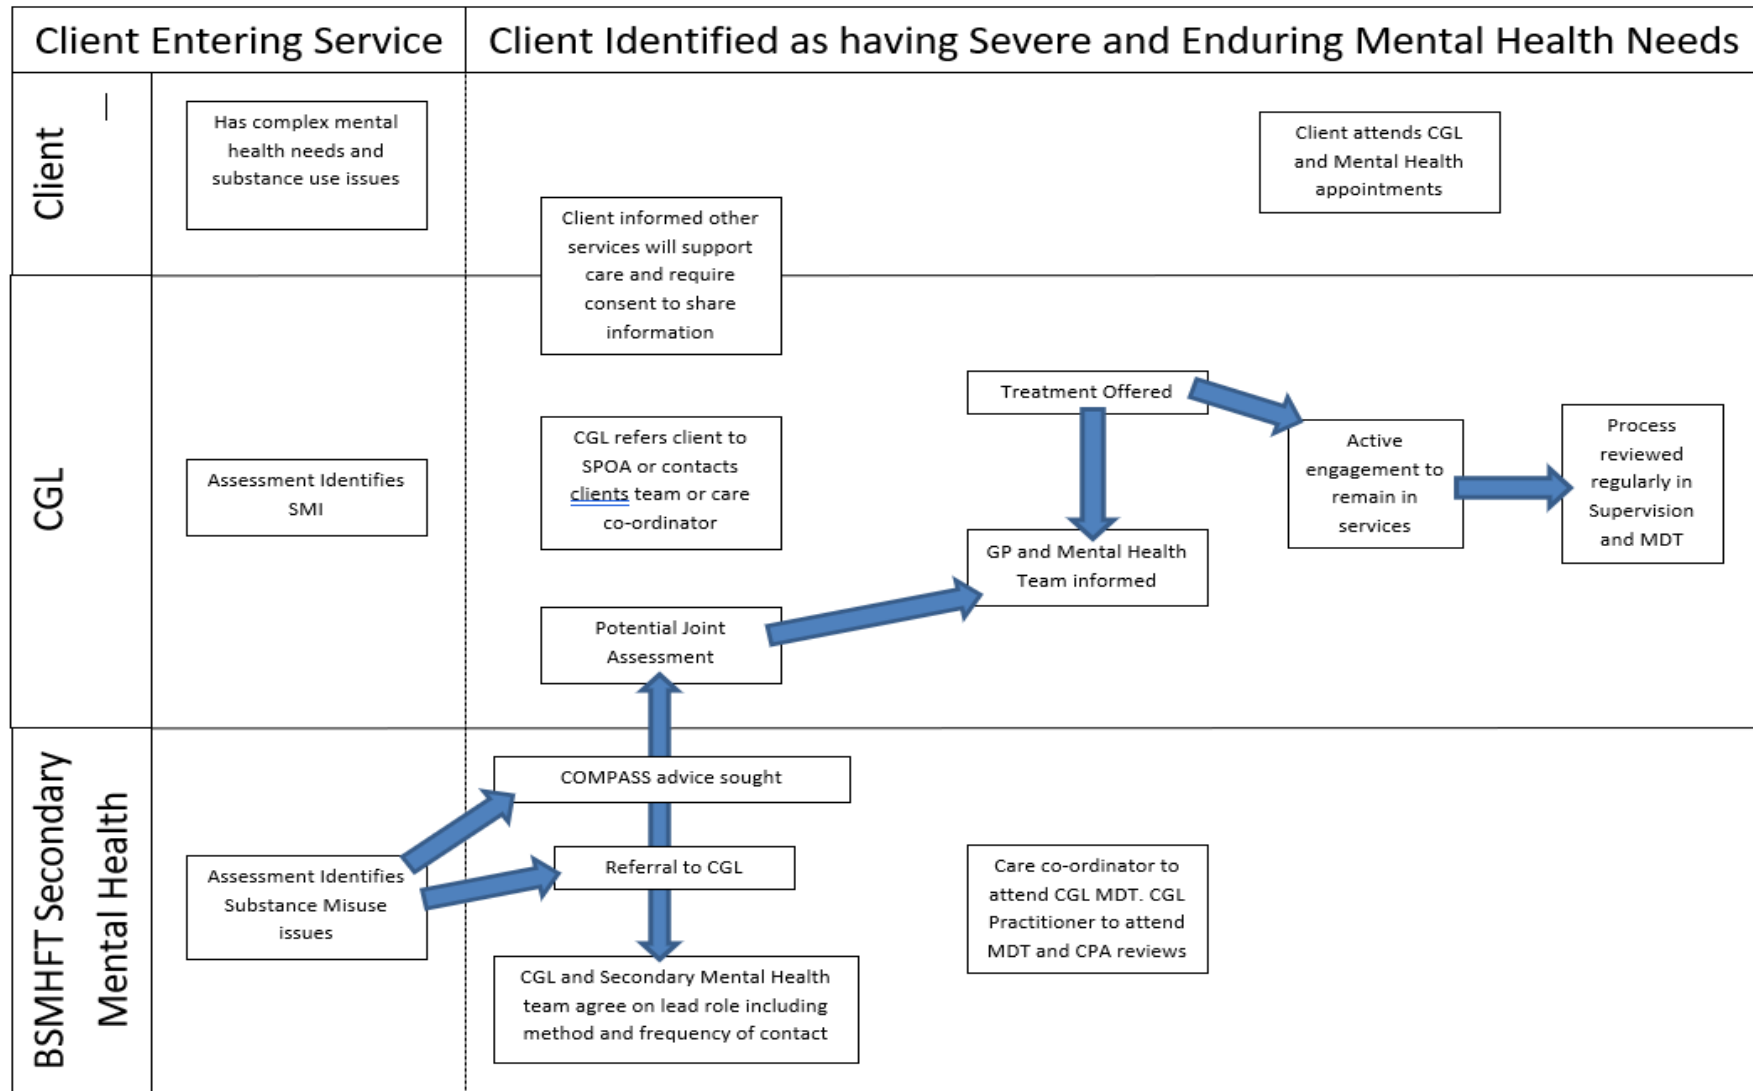 Client Entering Service
Client Identified as having Severe and Enduring Mental Health Needs
Client
Has complex mental
health needs and
substance use issues
Client informed other
services will support
care and require
consent to share
information
Client attends CGL
and Mental Health
appointments
CGL
Assessment Identifies
SMI
CGL refers client to
SPOA or contacts
clients team or care
co-ordinator
Potential Joint
Assessment
Treatment Offered
GP and Mental Health
Team informed
Active
engagement to
remain in
services
Process
reviewed
regularly in
Supervision
and MDT
BSMHFT Secondary
Mental Health
Assessment Identifies
Substance Misuse
issues
COMPASS advice sought
Referral to CGL
CGL and Secondary Mental Health
team agree on lead role including
method and frequency of contact
Care co-ordinator to
attend CGL MDT. CGL
Practitioner to attend
MDT and CPA reviews